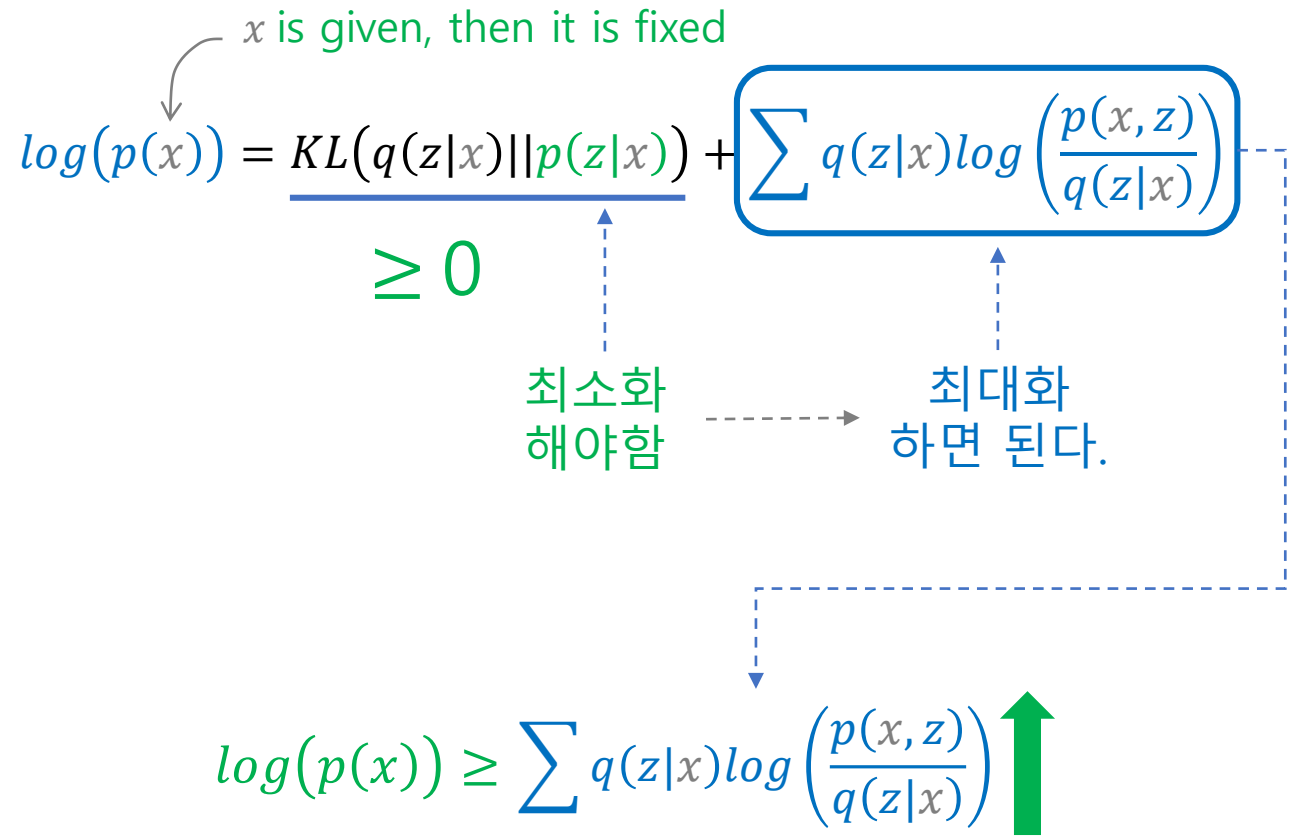 x is given, then it is fixed
log(p(x)) = KL(q(z|x)||p(z|x)) + ∑ q(z|x)log(p(x,z)/q(z|x))
≥ 0
최소화
해야함
최대화
하면 된다.
log(p(x)) ≥ ∑ q(z|x)log(p(x,z)/q(z|x))